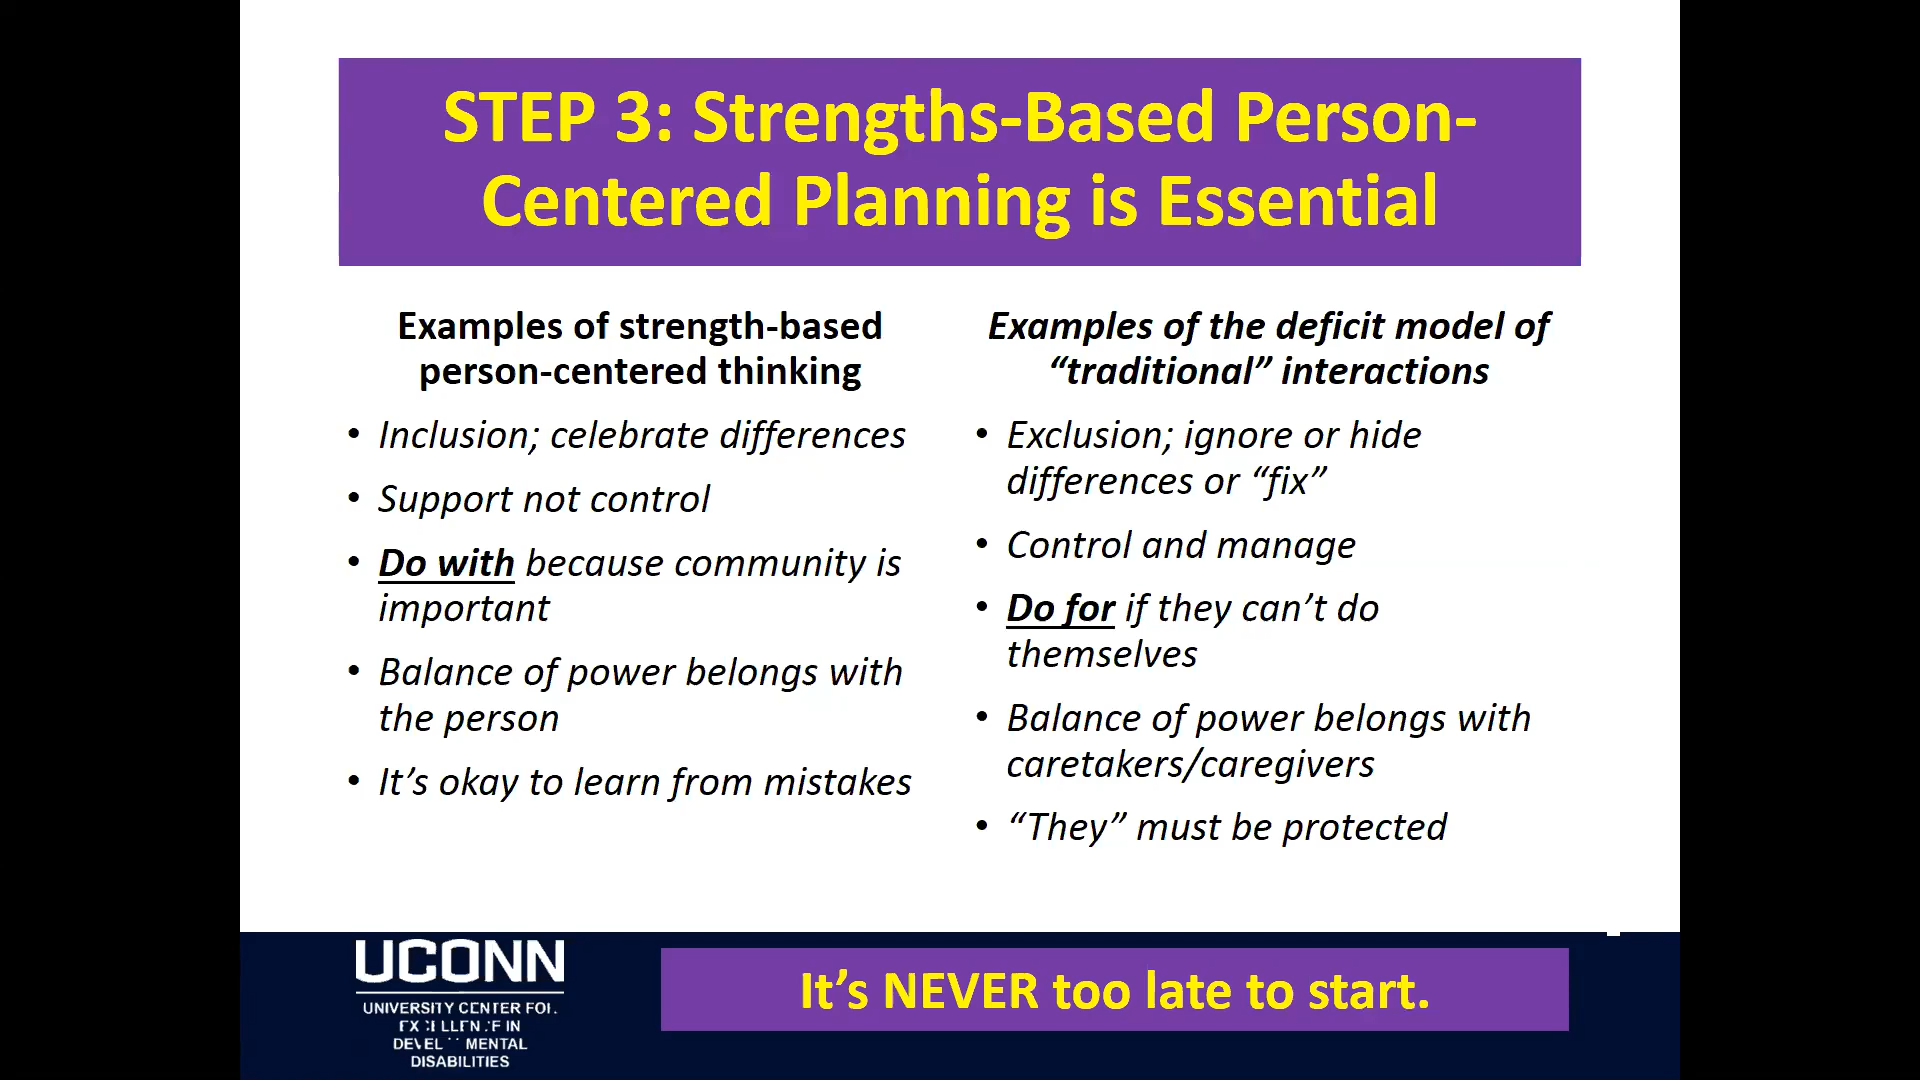 STEP 3: Strengths-Based Person-
Centered Planning is Essential
Examples of strength-based
person-centered thinking
• Inclusion; celebrate differences
• Support not control
• Do with because community is
important
• Balance of power belongs with
the person
• It’s okay to learn from mistakes
Examples of the deficit model of
“traditional” interactions
• Exclusion; ignore or hide
differences or “fix”
• Control and manage
• Do for if they can’t do
themselves
• Balance of power belongs with
caretakers/caregivers
• “They” must be protected
UCONN
UNIVERSITY CENTER FOR
EXCELLENCE IN
DEVELOPMENTAL
DISABILITIES
It’s NEVER too late to start.